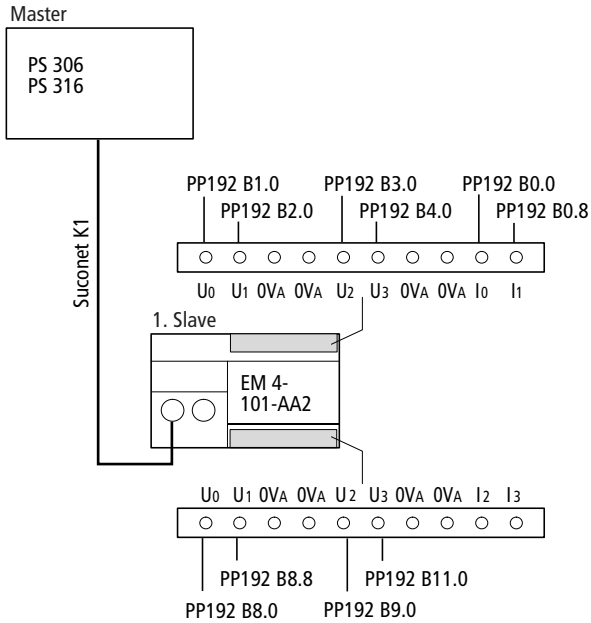 Master
PS 306
PS 316
Suconet K1
PP192 B1.0 PP192 B3.0 PP192 B0.0
PP192 B2.0 PP192 B4.0 PP192 B0.8
U0 U1 0VA 0VA U2 U3 0VA 0VA I0 I1
1. Slave
EM 4-
101-AA2
U0 U1 0VA 0VA U2 U3 0VA 0VA I2 I3
PP192 B8.8 PP192 B11.0
PP192 B8.0 PP192 B9.0